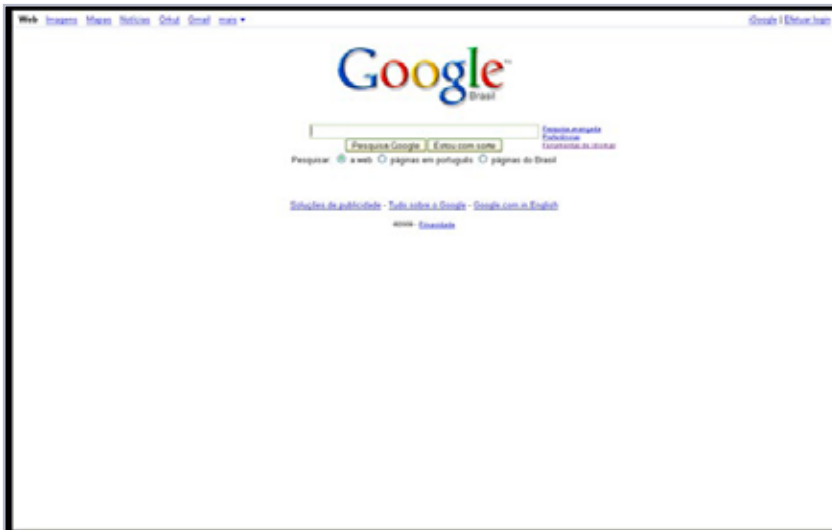 Web Imagens Mapas Notícias Orkut Gmail mais ▼
iGoogle | Efetuar login
Google™
Brasil
Pesquisa avançada
Preferências
Ferramentas de idiomas
Pesquisa Google Estou com sorte
Pesquisar: a web páginas em português páginas do Brasil
Soluções de publicidade - Tudo sobre o Google - Google.com in English
Privacidade